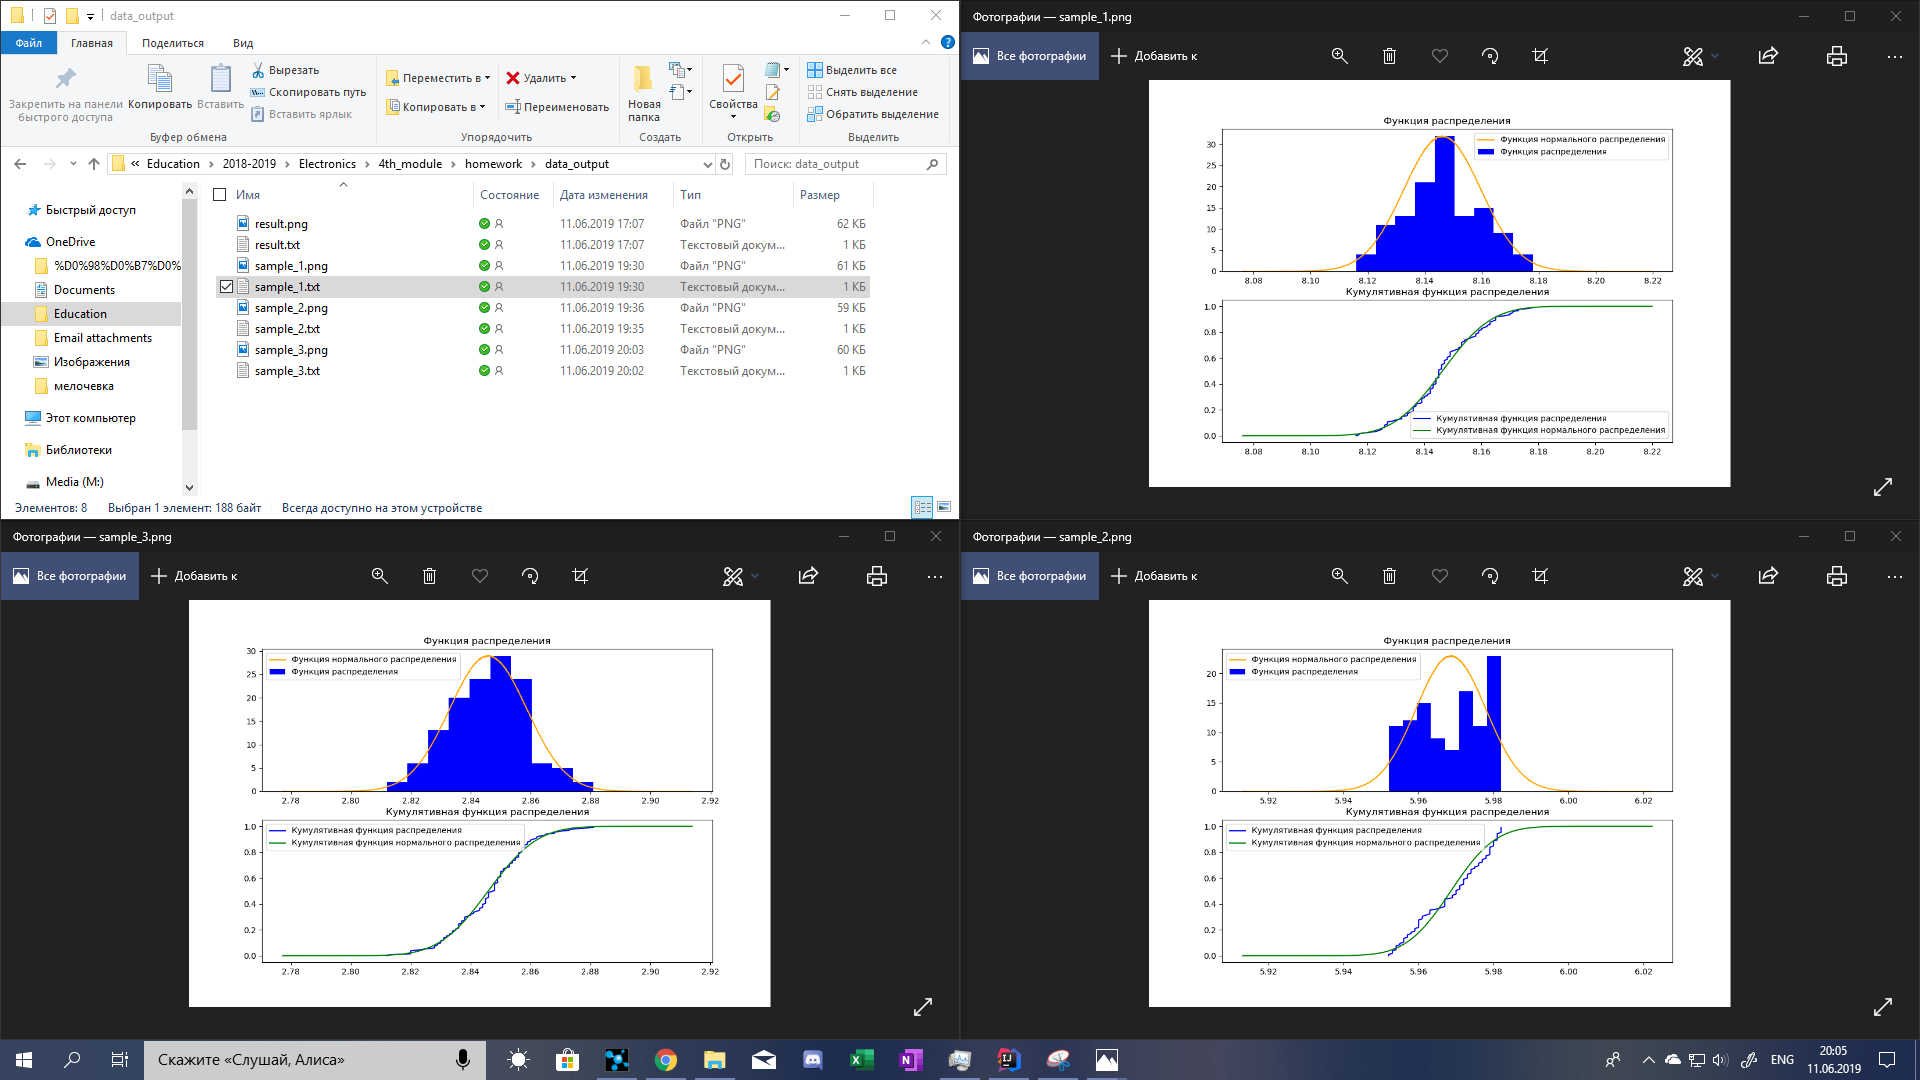 data_output
Файл
Главная
Поделиться
Вид
Закрепить на панели быстрого доступа
Копировать
Вставить
Вырезать
Скопировать путь
Вставить ярлык
Буфер обмена
Переместить в
Копировать в
Удалить
Переименовать
Упорядочить
Новая папка
Создать
Свойства
Открыть
Выделить все
Снять выделение
Обратить выделение
Выделить
« Education › 2018-2019 › Electronics › 4th_module › homework › data_output
Поиск: data_output
Быстрый доступ
OneDrive
%D0%98%D0%B7%D0%
Documents
Education
Email attachments
Изображения
мелочевка
Этот компьютер
Библиотеки
Media (M:)
Имя Состояние Дата изменения Тип Размер
result.png 11.06.2019 17:07 Файл "PNG" 62 КБ
result.txt 11.06.2019 17:07 Текстовый докум... 1 КБ
sample_1.png 11.06.2019 19:30 Файл "PNG" 61 КБ
sample_1.txt 11.06.2019 19:30 Текстовый докум... 1 КБ
sample_2.png 11.06.2019 19:36 Файл "PNG" 59 КБ
sample_2.txt 11.06.2019 19:35 Текстовый докум... 1 КБ
sample_3.png 11.06.2019 20:03 Файл "PNG" 60 КБ
sample_3.txt 11.06.2019 20:02 Текстовый докум... 1 КБ
Элементов: 8 Выбран 1 элемент: 188 байт Всегда доступно на этом устройстве
Фотографии — sample_1.png
Все фотографии
Добавить к
Функция распределения
Функция нормального распределения
Функция распределения
30
25
20
15
10
5
0
8.08 8.10 8.12 8.14 8.16 8.18 8.20 8.22
Кумулятивная функция распределения
1.0
0.8
0.6
0.4
0.2
0.0
Кумулятивная функция распределения
Кумулятивная функция нормального распределения
8.08 8.10 8.12 8.14 8.16 8.18 8.20 8.22
Фотографии — sample_3.png
Все фотографии
Добавить к
Функция распределения
Функция нормального распределения
Функция распределения
30
25
20
15
10
5
0
2.78 2.80 2.82 2.84 2.86 2.88 2.90 2.92
Кумулятивная функция распределения
Кумулятивная функция распределения
Кумулятивная функция нормального распределения
1.0
0.8
0.6
0.4
0.2
0.0
2.78 2.80 2.82 2.84 2.86 2.88 2.90 2.92
Фотографии — sample_2.png
Все фотографии
Добавить к
Функция распределения
Функция нормального распределения
Функция распределения
20
15
10
5
0
5.92 5.94 5.96 5.98 6.00 6.02
Кумулятивная функция распределения
Кумулятивная функция распределения
Кумулятивная функция нормального распределения
1.0
0.8
0.6
0.4
0.2
0.0
5.92 5.94 5.96 5.98 6.00 6.02
Скажите «Слушай, Алиса»
ENG
20:05
11.06.2019